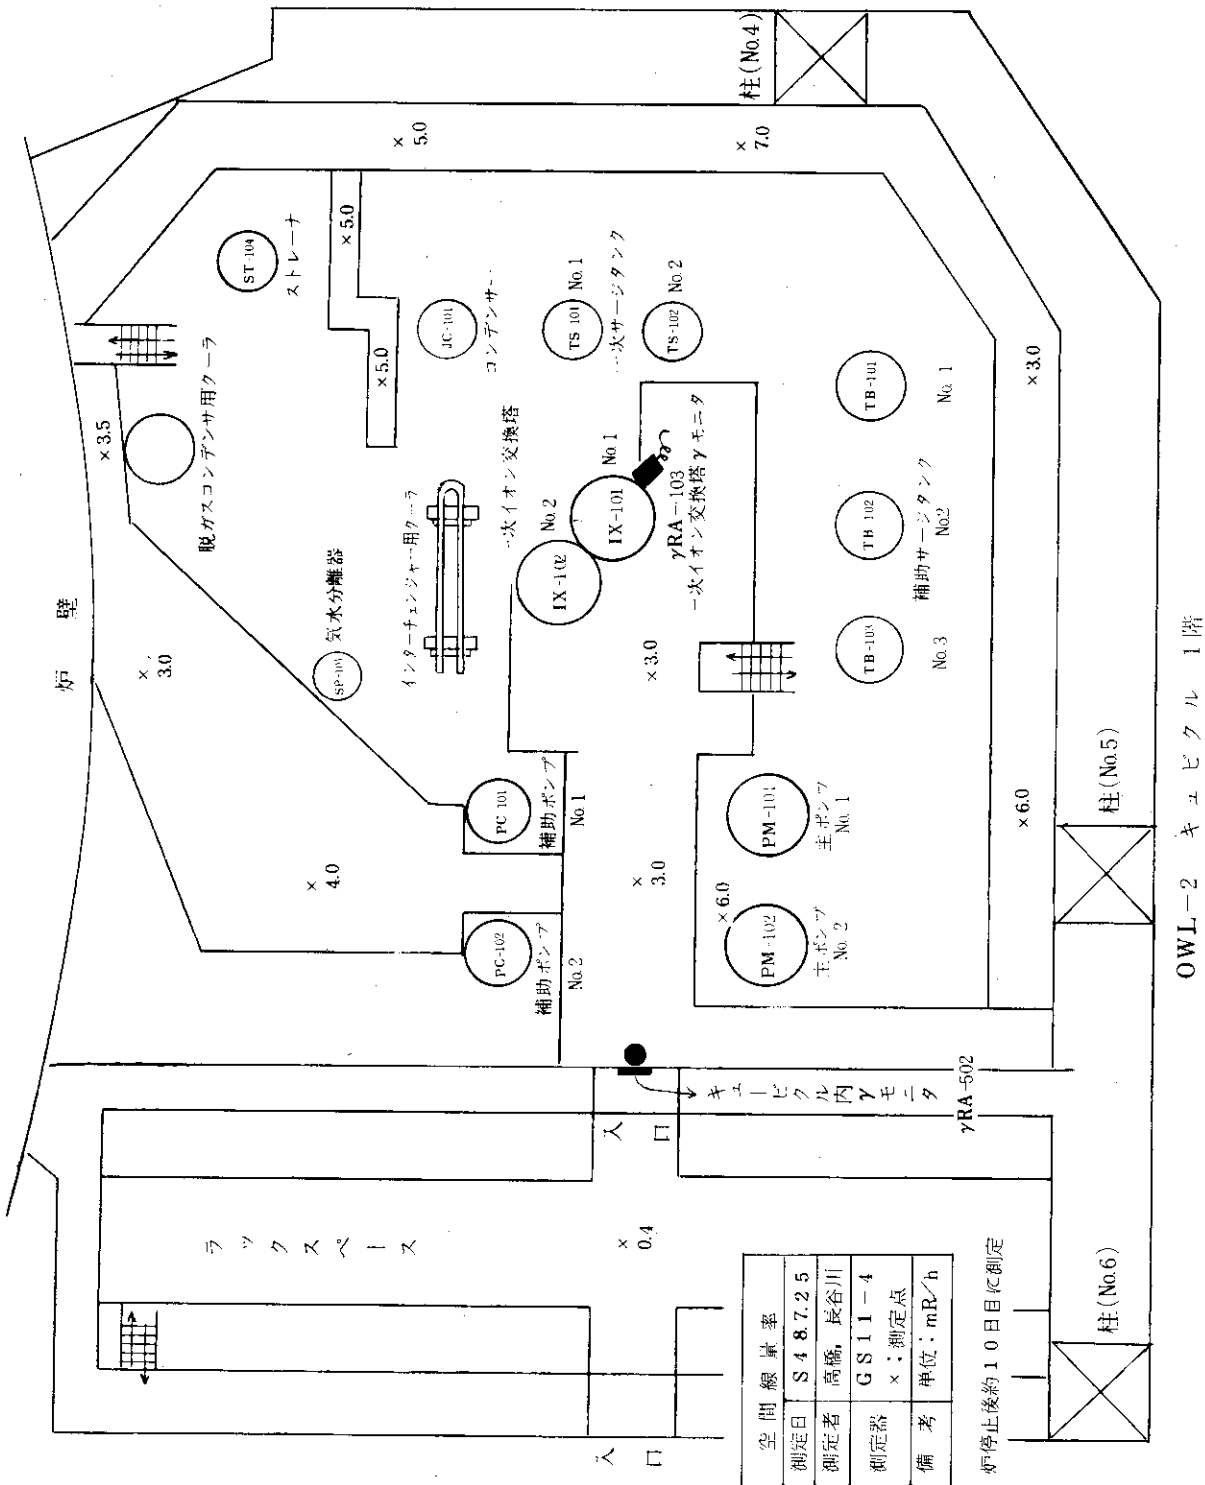 炉壁
柱(No.4)
× 5.0
× 7.0
ST-104
ストレーナ
× 5.0
× 5.0
JC-101
コンデンサー
TS 101
No.1
一次サージタンク
TS-102
No.2
× 3.5
脱ガスコンデンサ用クーラ
× 3.0
TB-101
No. 1
TB 102
No.2
補助サージタンク
TB-103
No.3
一次イオン交換塔
IX-101
No.1
IX-102
No.2
γRA-103
一次イオン交換塔γモニタ
インターチェンジャー用クーラ
気水分離器
× 3.0
× 3.0
PC 101
補助ポンプ
No.1
PC-102
補助ポンプ
No.2
× 4.0
× 3.0
PM-101
主ポンプ
No.1
PM-102
主ポンプ
No. 2
× 6.0
× 6.0
柱(No.5)
キュービクル内γモニタ
γRA-502
入口
ラックスペース
× 0.4
入口
柱(No.6)
空間線量率
測定日 S48.7.25
測定者 高橋, 長谷川
測定器 GS11-4
備考 ×:測定点
単位:mR/h
炉停止後約10日目に測定
OWL-2 キュビクル 1階